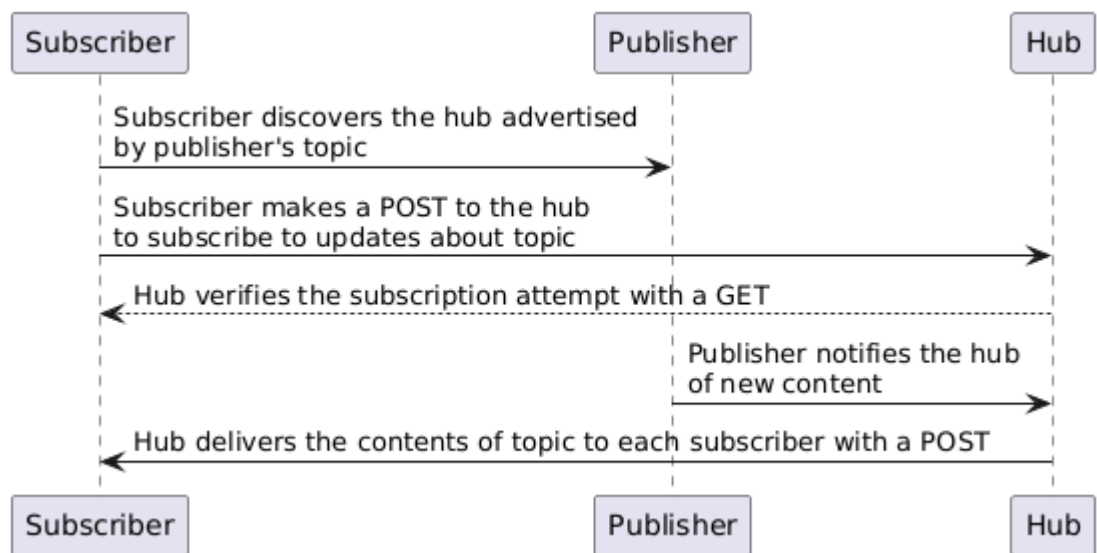 Subscriber
Publisher
Hub
Subscriber discovers the hub advertised
by publisher's topic
Subscriber makes a POST to the hub
to subscribe to updates about topic
Hub verifies the subscription attempt with a GET
Publisher notifies the hub
of new content
Hub delivers the contents of topic to each subscriber with a POST
Subscriber
Publisher
Hub